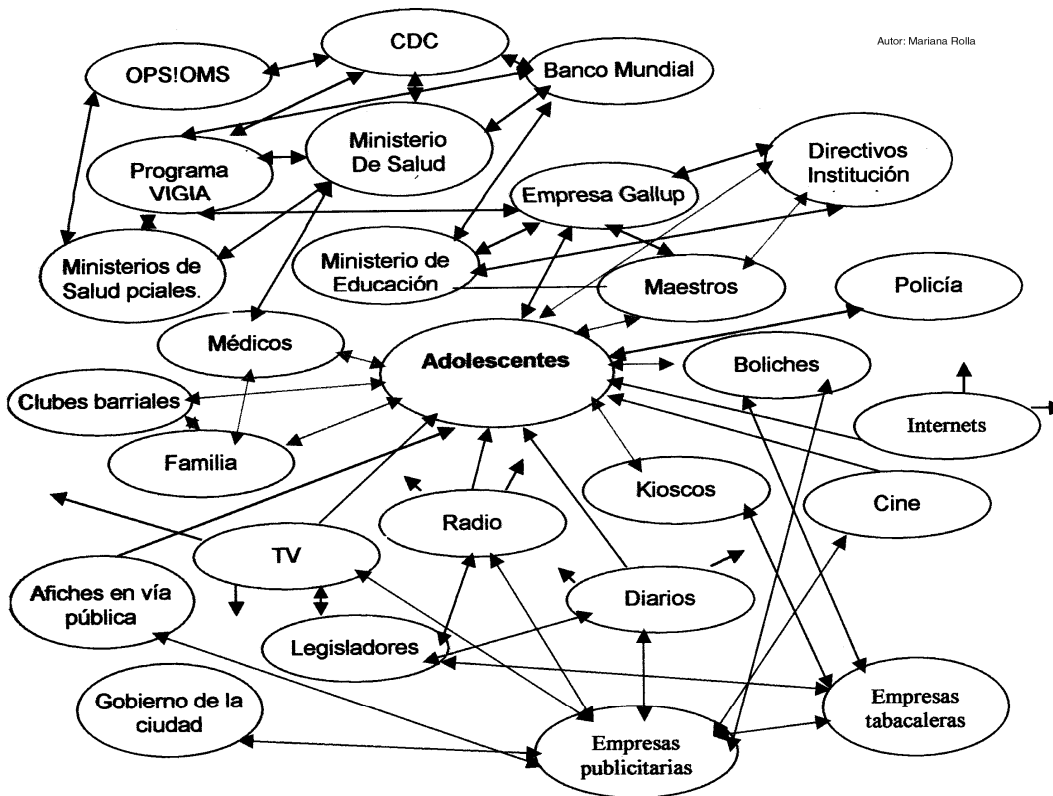 Autor: Mariana Rolla
CDC
OPS!OMS
Banco Mundial
Ministerio
De Salud
Directivos
Institución
Programa
VIGIA
Empresa Gallup
Ministerios de
Salud pciales.
Ministerio de
Educación
Maestros
Policía
Médicos
Adolescentes
Boliches
Clubes barriales
Internets
Familia
Kioscos
Cine
Radio
TV
Afiches en vía
pública
Diarios
Legisladores
Gobierno de la
ciudad
Empresas
tabacaleras
Empresas
publicitarias